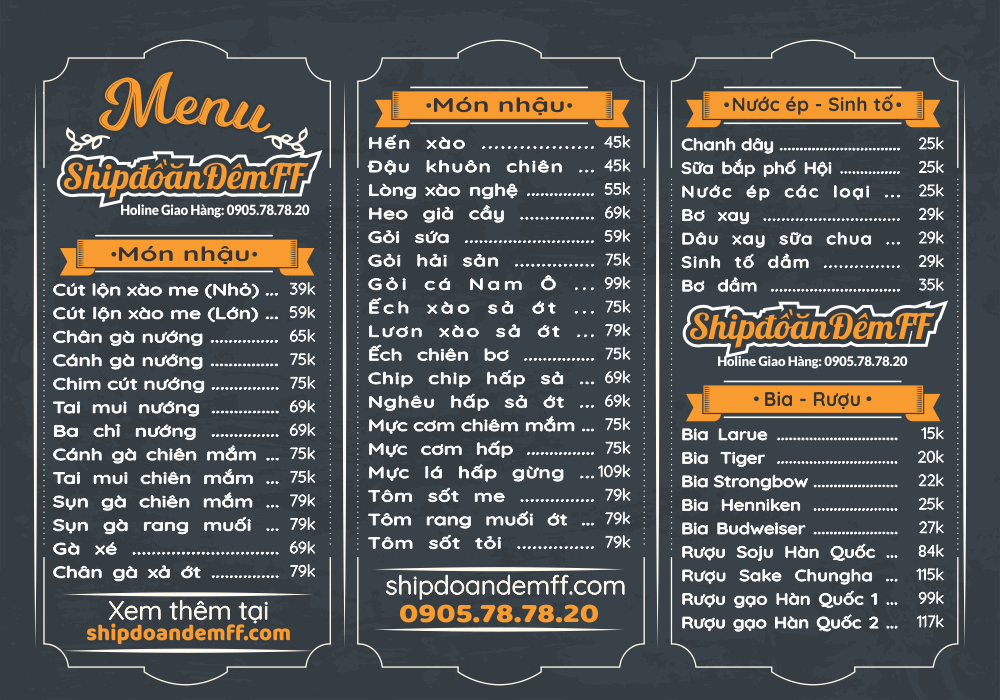 Menu
ShipđồănĐêmFF
Holine Giao Hàng: 0905.78.78.20
•Món nhậu•
Cút lộn xào me (Nhỏ) ... 39k
Cút lộn xào me (Lớn) ... 59k
Chân gà nướng ................ 65k
Cánh gà nướng ................ 75k
Chim cút nướng ................ 75k
Tai mui nướng ................ 69k
Ba chỉ nướng ................ 69k
Cánh gà chiên mắm ... 75k
Tai mui chiên mắm ... 75k
Sụn gà chiên mắm ... 79k
Sụn gà rang muối ... 79k
Gà xé ............................ 69k
Chân gà xả ớt ................ 79k
Xem thêm tại
shipdoandemff.com
•Món nhậu•
Hến xào ................... 45k
Đậu khuôn chiên ... 45k
Lòng xào nghệ ................ 55k
Heo giả cầy ................ 69k
Gỏi sứa ............................ 59k
Gỏi hải sản ................ 75k
Gỏi cá Nam Ô ... 99k
Ếch xào sả ớt ... 75k
Lươn xào sả ớt ... 79k
Ếch chiên bơ ................ 75k
Chip chip hấp sả ... 69k
Nghêu hấp sả ớt ... 69k
Mực cơm chiêm mắm ... 75k
Mực cơm hấp ................ 75k
Mực lá hấp gừng ...109k
Tôm sốt me ................ 79k
Tôm rang muối ớt ... 79k
Tôm sốt tỏi ................ 79k
shipdoandemff.com
0905.78.78.20
•Nước ép - Sinh tố•
Chanh dây ............................ 25k
Sữa bắp phố Hội ................ 25k
Nước ép các loại ... 25k
Bơ xay ............................ 29k
Dâu xay sữa chua ... 29k
Sinh tố dầm ................ 29k
Bơ dầm ............................ 35k
ShipđồănĐêmFF
Holine Giao Hàng: 0905.78.78.20
• Bia - Rượu •
Bia Larue ............................ 15k
Bia Tiger ............................ 20k
Bia Strongbow .................... 22k
Bia Henniken .................... 25k
Bia Budweiser .................... 27k
Rượu Soju Hàn Quốc ... 84k
Rượu Sake Chungha ... 115k
Rượu gạo Hàn Quốc 1 ... 99k
Rượu gạo Hàn Quốc 2 ... 117k